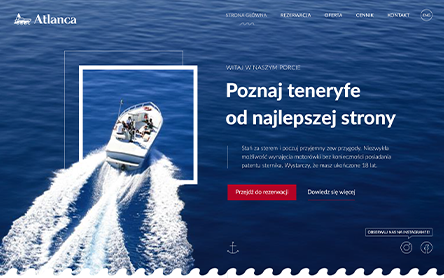 Atlanca
STRONA GŁÓWNA
REZERWACJA
OFERTA
CENNIK
KONTAKT
ENG
WITAJ W NASZYM PORCIE
Poznaj teneryfe
od najlepszej strony
Stań za sterem i poczuj przyjemny zew przygody. Niezwykła
możliwość wynajęcia motorówki bez konieczności posiadania
patentu sternika. Wystarczy, że masz ukończone 18 lat.
Przejdź do rezerwacji
Dowiedz się więcej
OBSERWUJ NAS NA INSTAGRAMIE!